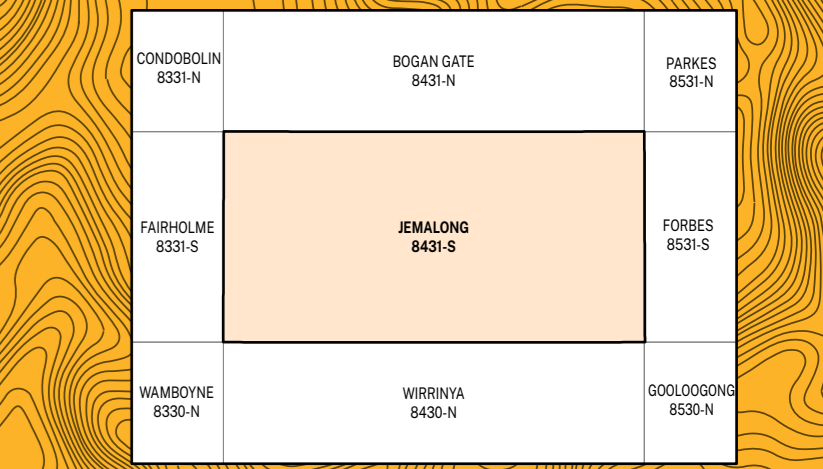 CONDOBOLIN
8331-N
BOGAN GATE
8431-N
PARKES
8531-N
FAIRHOLME
8331-S
JEMALONG
8431-S
FORBES
8531-S
WAMBOYNE
8330-N
WIRRINYA
8430-N
GOOLOOGONG
8530-N